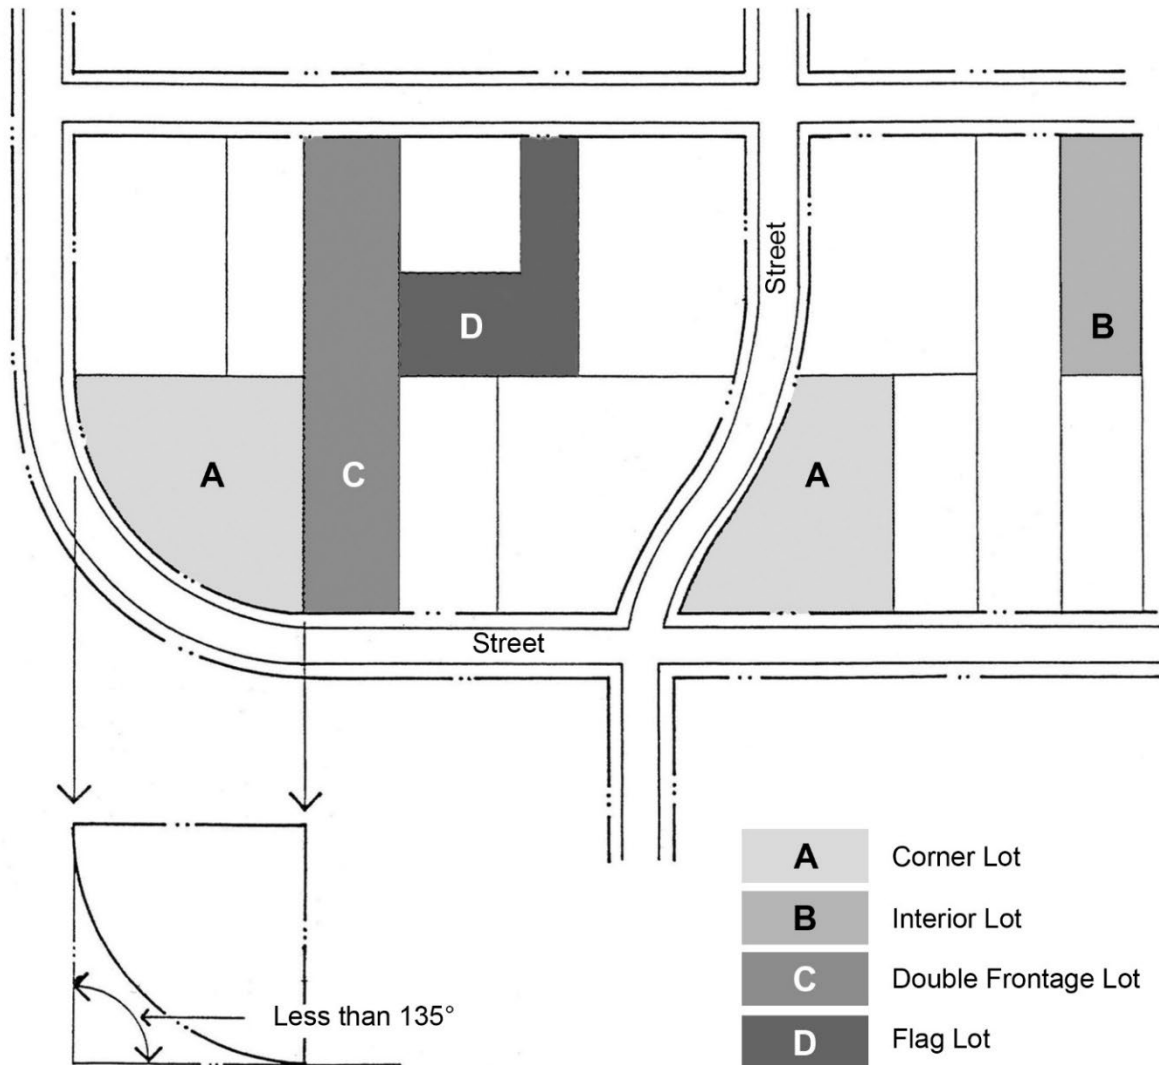 Street
D
B
A
C
A
Street
Less than 135°
A Corner Lot
B Interior Lot
C Double Frontage Lot
D Flag Lot